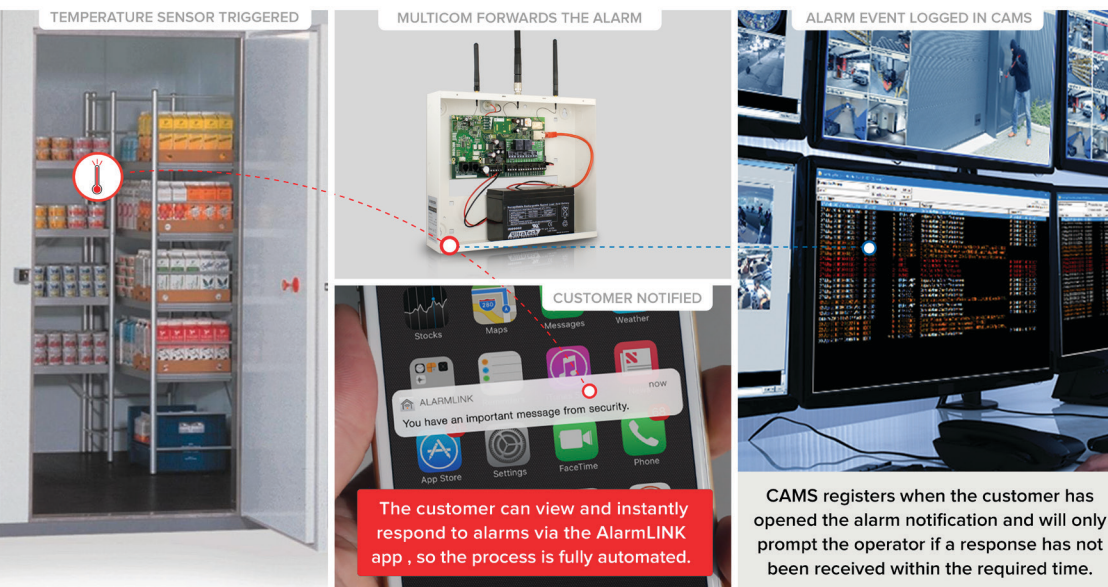 TEMPERATURE SENSOR TRIGGERED
MULTICOM FORWARDS THE ALARM
ALARM EVENT LOGGED IN CAMS
UltraTech
CUSTOMER NOTIFIED
280
Stocks
Maps
Messages
Weather
ALARMLINK
now
You have an important message from security.
App Store
Settings
FaceTime
Phone
The customer can view and instantly
respond to alarms via the AlarmLINK
app , so the process is fully automated.
CAMS registers when the customer has
opened the alarm notification and will only
prompt the operator if a response has not
been received within the required time.